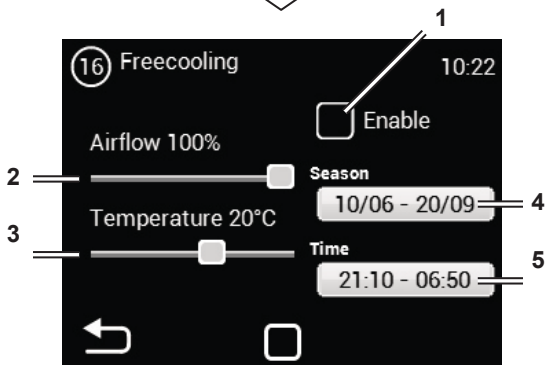 1
16 Freecooling 10:22
Enable
Airflow 100%
2
Season
10/06 - 20/09
4
Temperature 20°C
3
Time
5
21:10 - 06:50